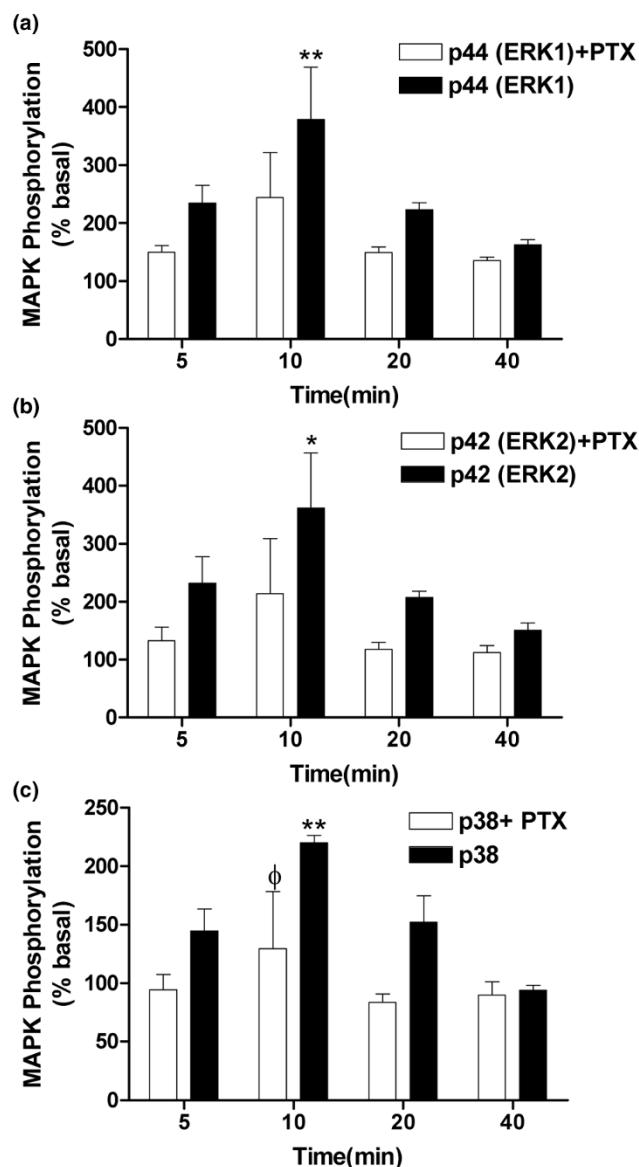 (a)
MAPK Phosphorylation
(% basal)
500
400
300
200
100
0
**
p44 (ERK1)+PTX
p44 (ERK1)
5 10 20 40
Time(min)
(b)
MAPK Phosphorylation
(% basal)
500
400
300
200
100
0
*
p42 (ERK2)+PTX
p42 (ERK2)
5 10 20 40
Time(min)
(c)
MAPK Phosphorylation
(% basal)
250
200
150
100
50
0
ϕ
**
p38+ PTX
p38
5 10 20 40
Time(min)